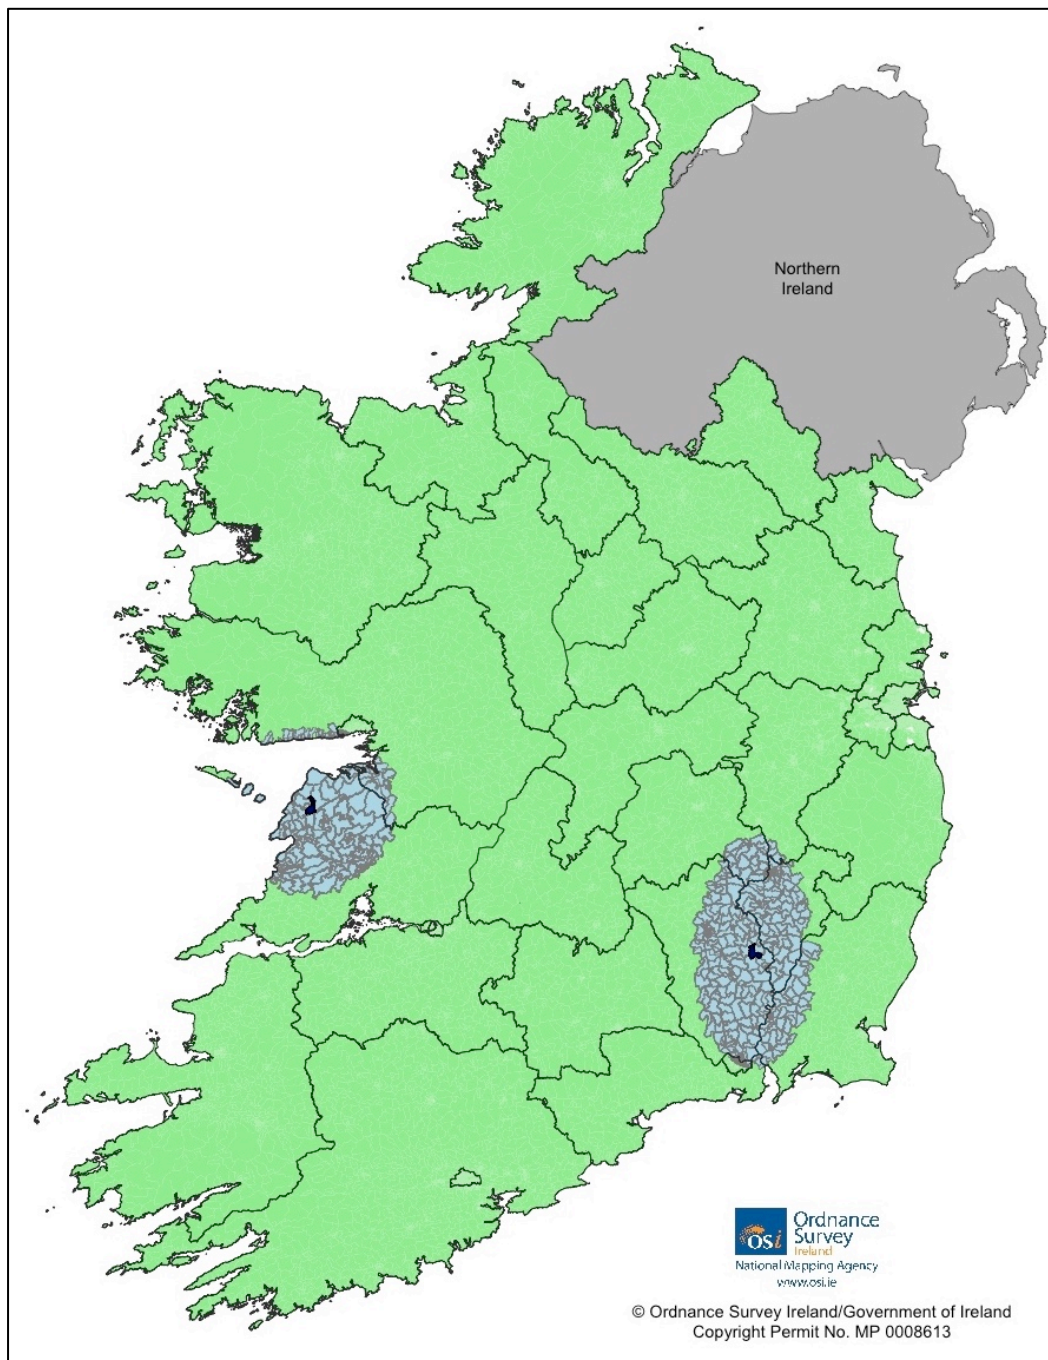 Northern
Ireland
OSi
Ordnance
Survey
Ireland
National Mapping Agency
www.osi.ie
© Ordnance Survey Ireland/Government of Ireland
Copyright Permit No. MP 0008613